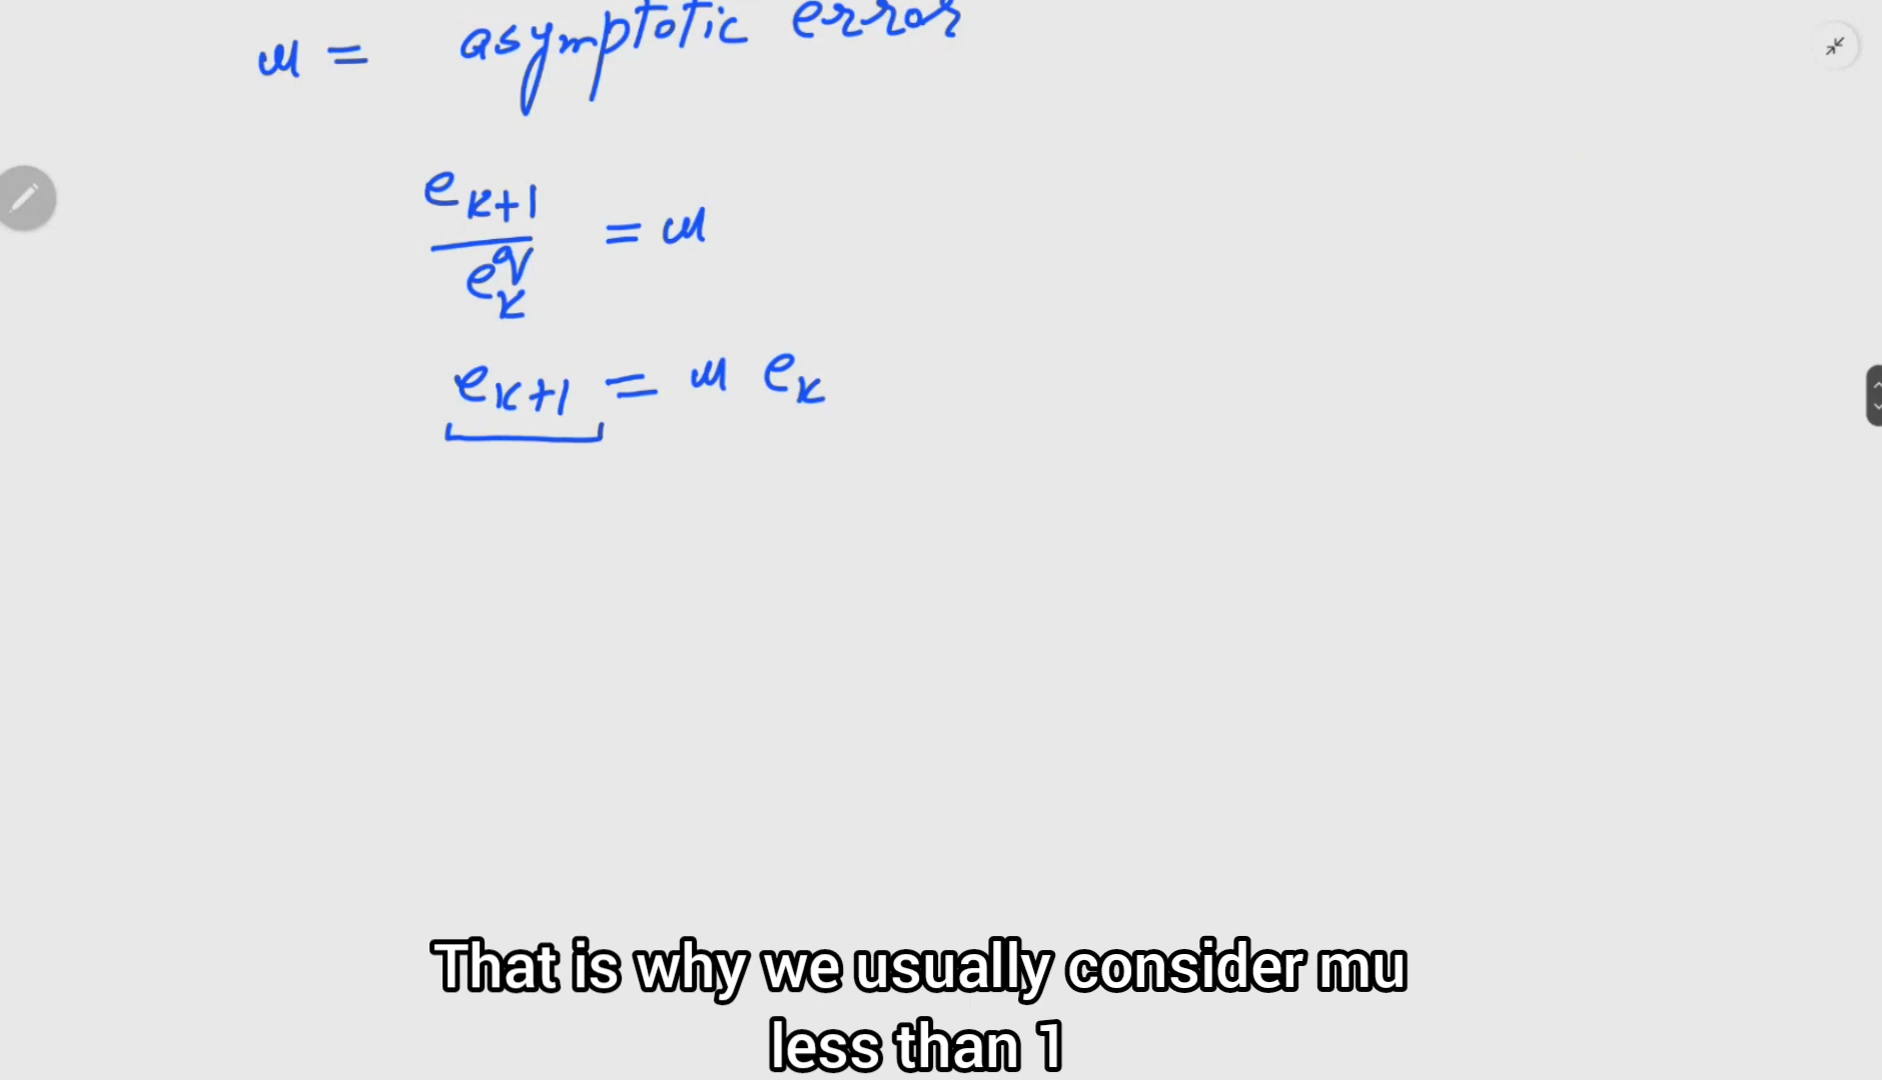 μ = asymptotic error
e_{k+1} / e_k^q = μ
e_{k+1} = μ e_k
That is why we usually consider mu
less than 1